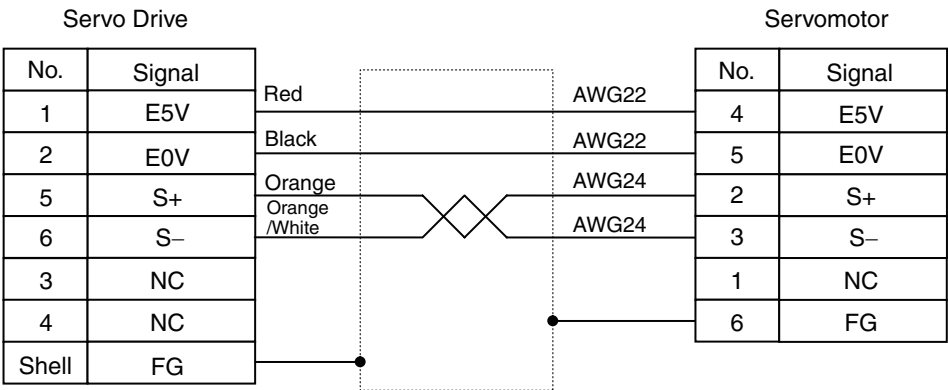 Servo Drive Servomotor
No. Signal No. Signal
1 E5V Red AWG22 4 E5V
2 E0V Black AWG22 5 E0V
5 S+ Orange AWG24 2 S+
6 S− Orange /White AWG24 3 S−
3 NC 1 NC
4 NC 6 FG
Shell FG